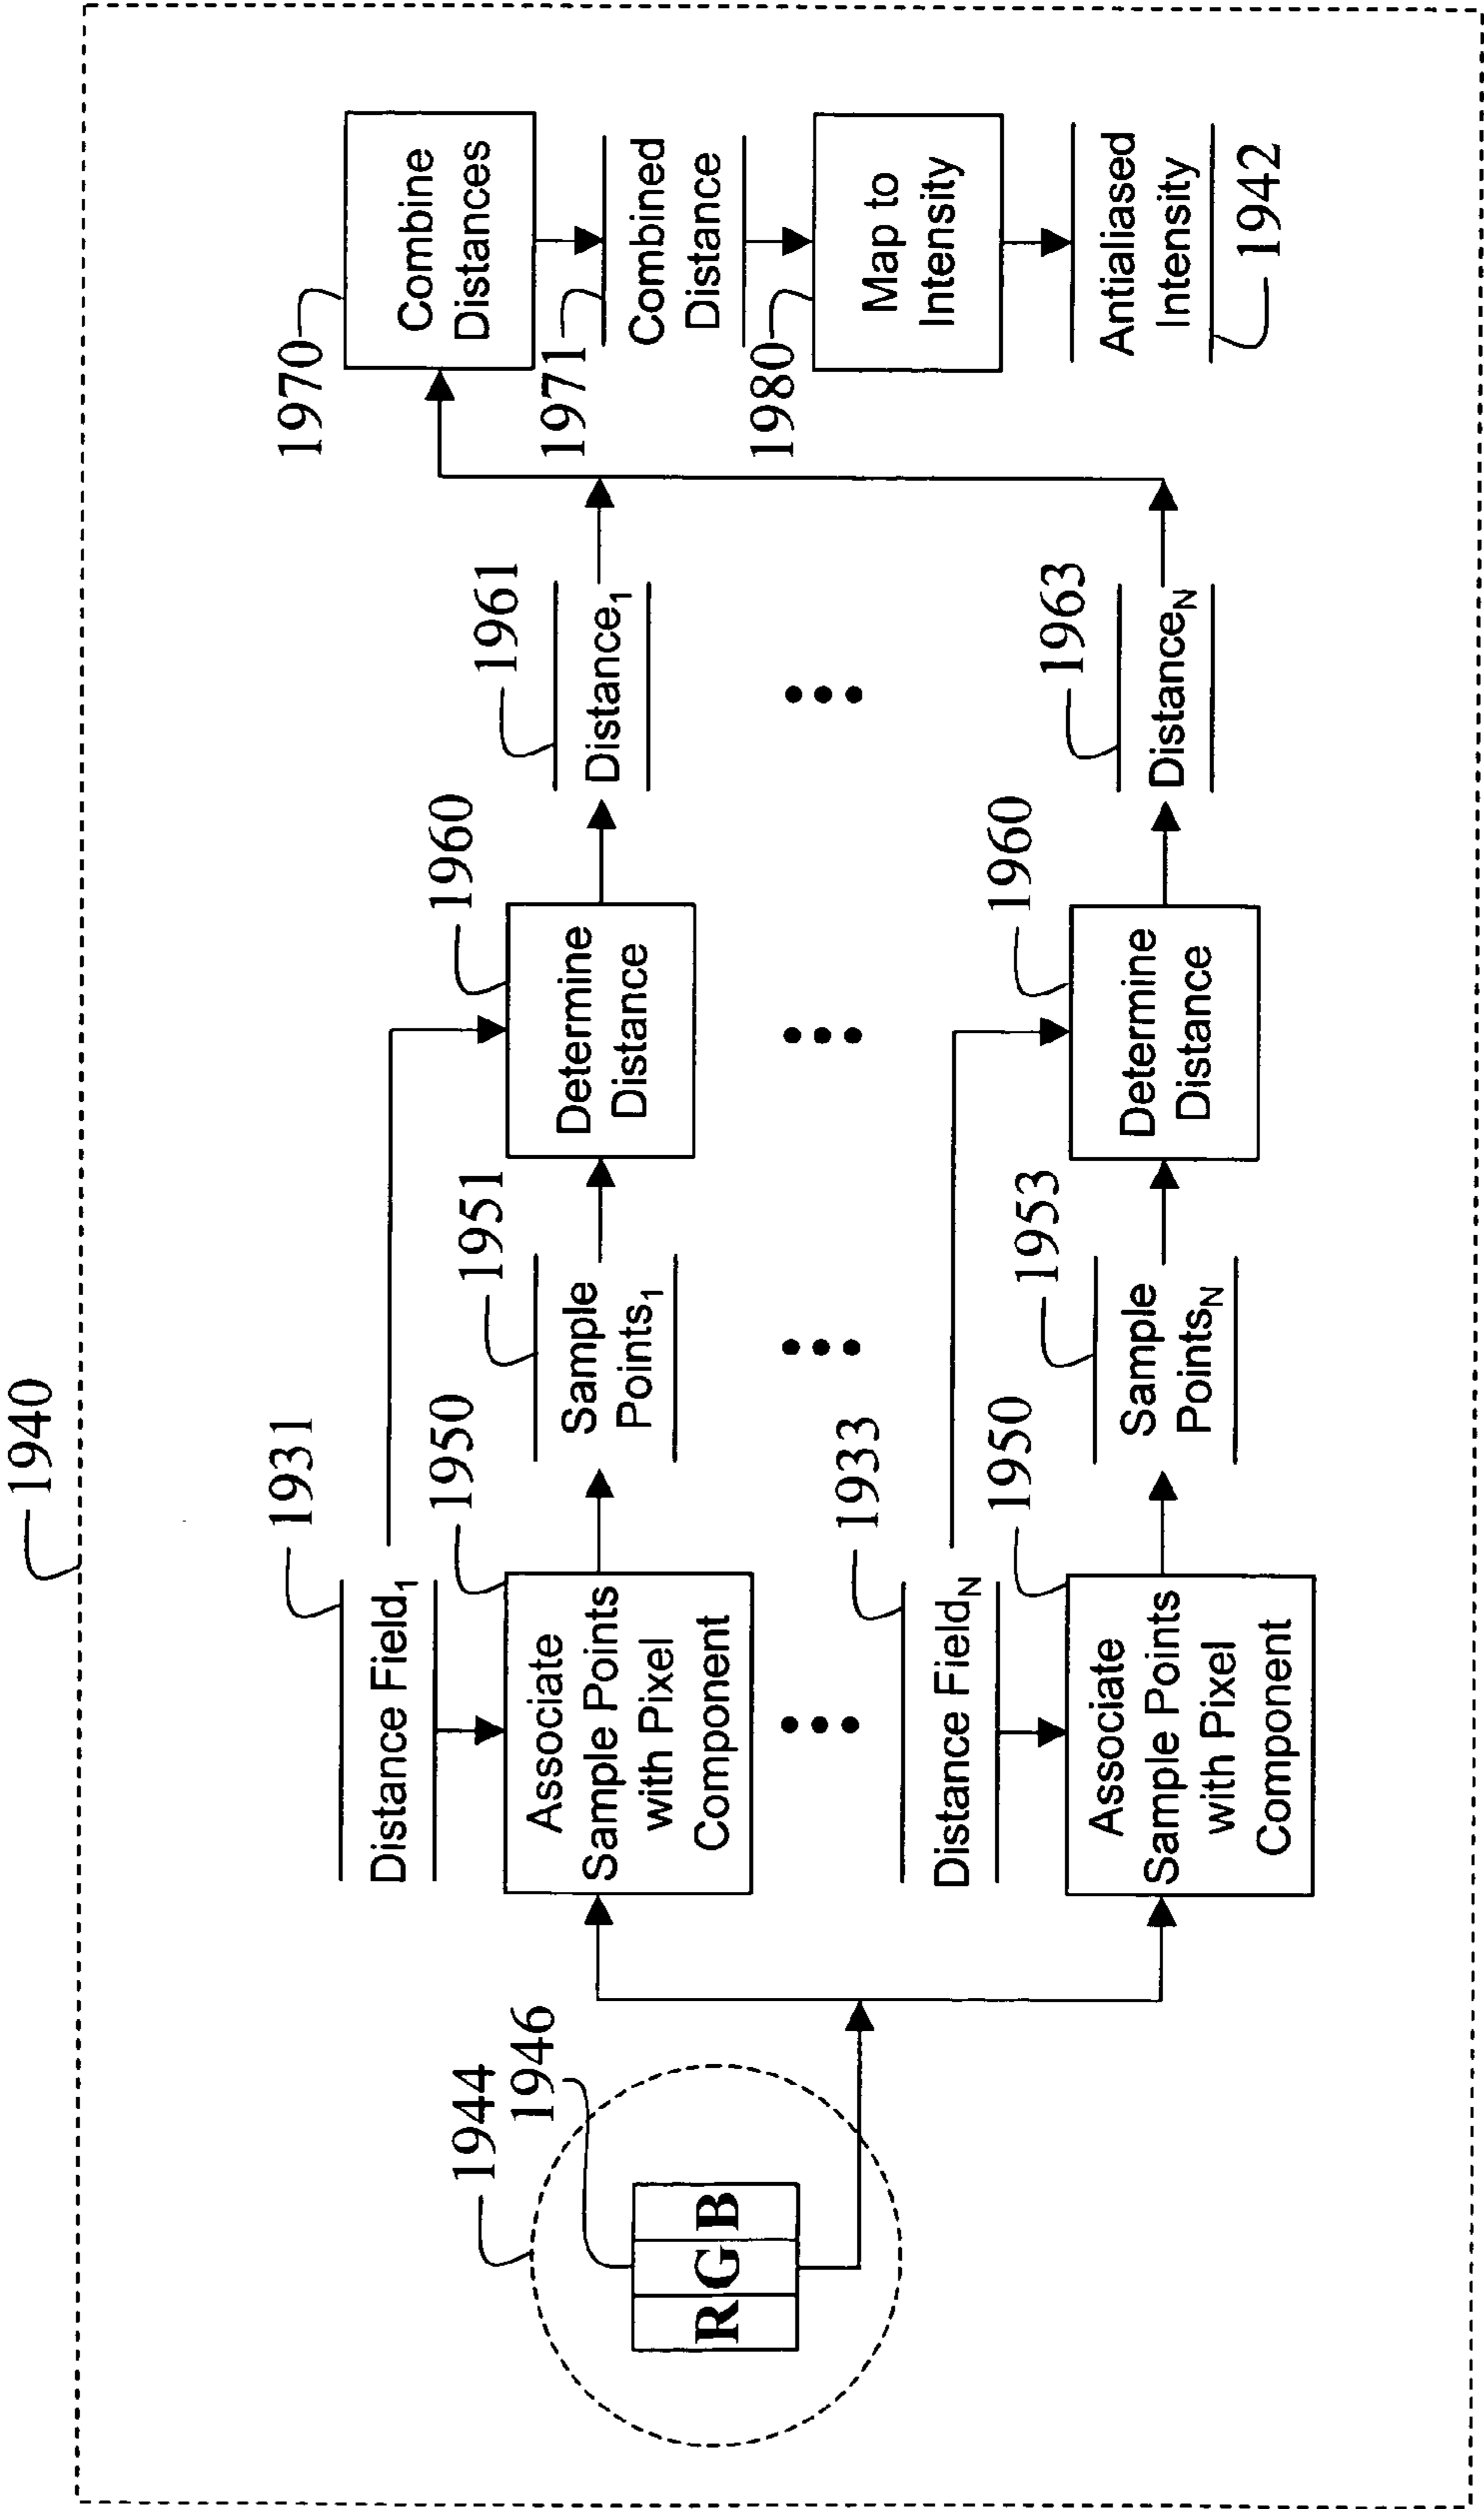 1940
1944
1946
R G B
1931
Distance Field1
1950
Associate
Sample Points
with Pixel
Component
1951
Sample
Points1
1960
Determine
Distance
1961
Distance1
1933
Distance FieldN
1950
Associate
Sample Points
with Pixel
Component
1953
Sample
PointsN
1960
Determine
Distance
1963
DistanceN
1970
Combine
Distances
1971
Combined
Distance
1980
Map to
Intensity
Antialiased
Intensity
1942